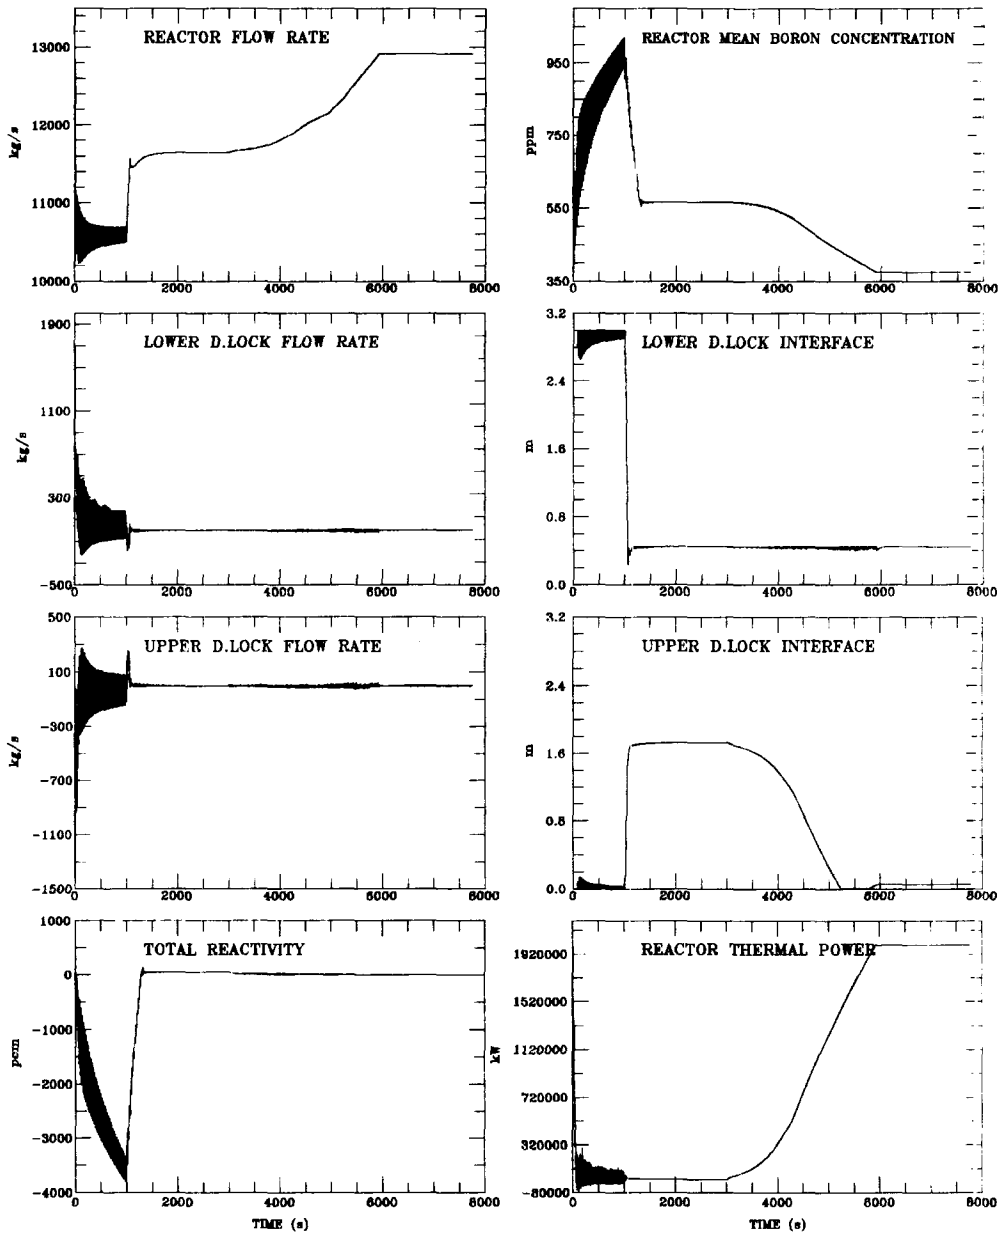 REACTOR FLOW RATE
13000
12000
11000
10000
kg/s
0 2000 4000 6000 8000
REACTOR MEAN BORON CONCENTRATION
950
750
550
350
ppm
0 2000 4000 6000 8000
LOWER D.LOCK FLOW RATE
1900
1100
300
-500
kg/s
0 2000 4000 6000 8000
LOWER D.LOCK INTERFACE
3.2
2.4
1.6
0.8
0.0
m
0 2000 4000 6000 8000
UPPER D.LOCK FLOW RATE
500
100
-300
-700
-1100
-1500
kg/s
0 2000 4000 6000 8000
UPPER D.LOCK INTERFACE
3.2
2.4
1.6
0.8
0.0
m
0 2000 4000 6000 8000
TOTAL REACTIVITY
1000
0
-1000
-2000
-3000
-4000
pcm
0 2000 4000 6000 8000
TIME (s)
REACTOR THERMAL POWER
1920000
1520000
1120000
720000
320000
-80000
kW
0 2000 4000 6000 8000
TIME (s)